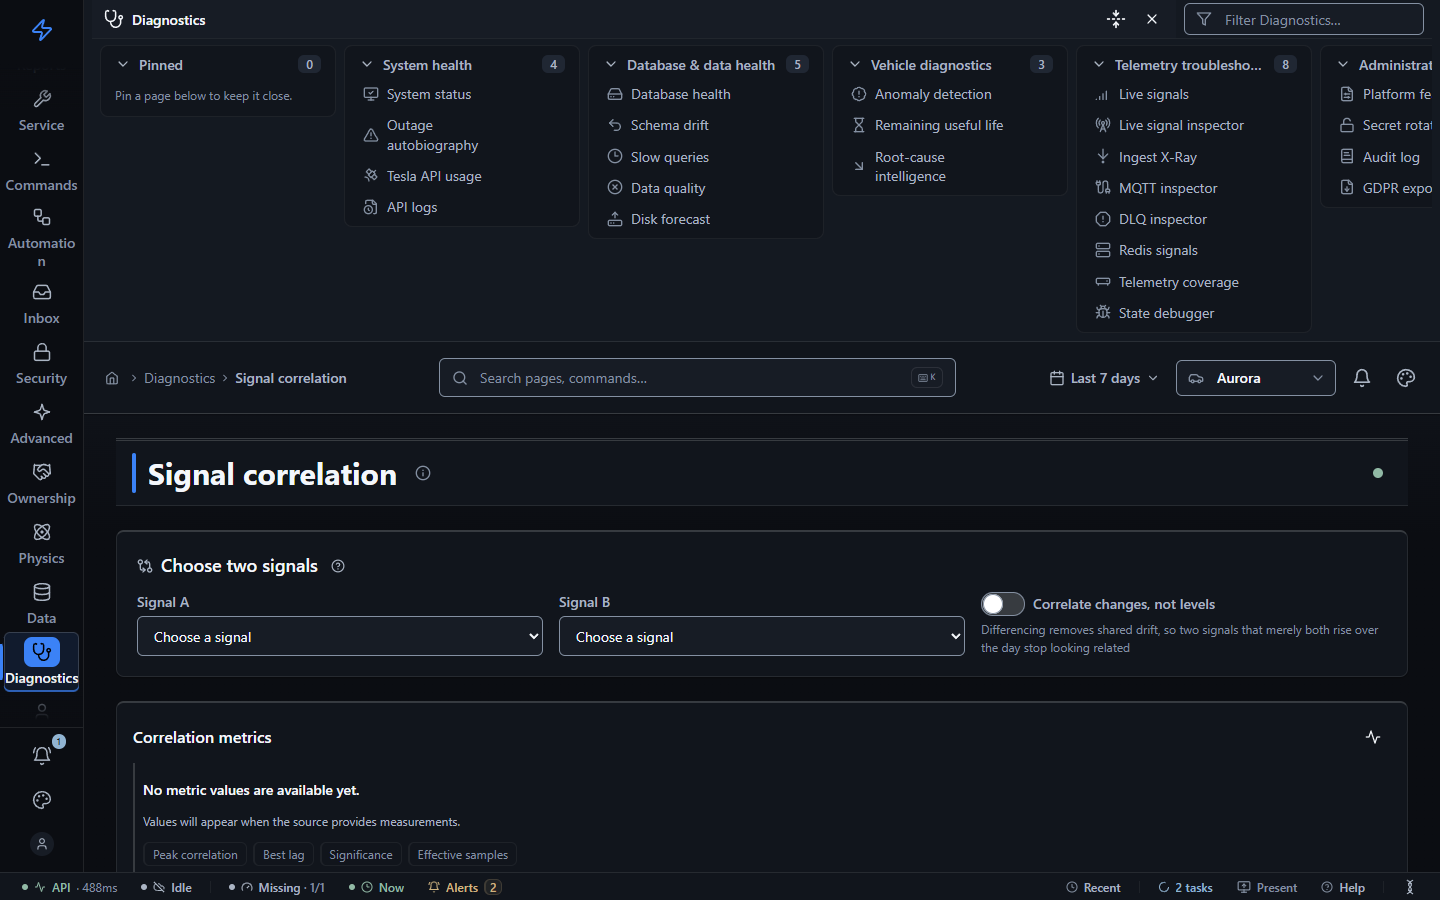 Diagnostics
Filter Diagnostics...
Pinned
0
Pin a page below to keep it close.
System health
4
System status
Outage
autobiography
Tesla API usage
API logs
Database & data health
5
Database health
Schema drift
Slow queries
Data quality
Disk forecast
Vehicle diagnostics
3
Anomaly detection
Remaining useful life
Root-cause
intelligence
Telemetry troublesho...
8
Live signals
Live signal inspector
Ingest X-Ray
MQTT inspector
DLQ inspector
Redis signals
Telemetry coverage
State debugger
Administrat
Platform fe
Secret rotat
Audit log
GDPR expo
Service
Commands
Automatio
n
Inbox
Security
Advanced
Ownership
Physics
Data
Diagnostics
1
Diagnostics
Signal correlation
Search pages, commands...
K
Last 7 days
Aurora
Signal correlation
Choose two signals
Signal A
Choose a signal
Signal B
Choose a signal
Correlate changes, not levels
Differencing removes shared drift, so two signals that merely both rise over
the day stop looking related
Correlation metrics
No metric values are available yet.
Values will appear when the source provides measurements.
Peak correlation
Best lag
Significance
Effective samples
API · 488ms
Idle
Missing · 1/1
Now
Alerts 2
Recent
2 tasks
Present
Help